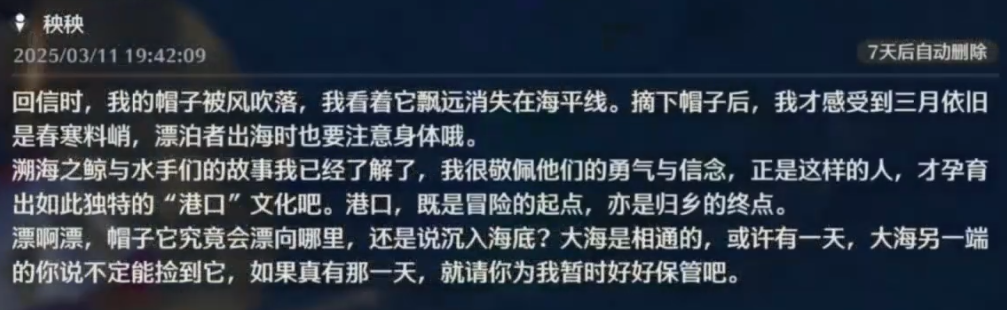 秧秧
2025/03/11 19:42:09
7天后自动删除
回信时，我的帽子被风吹落，我看着它飘远消失在海平线。摘下帽子后，我才感受到三月依旧
是春寒料峭，漂泊者出海时也要注意身体哦。
溯海之鲸与水手们的故事我已经了解了，我很敬佩他们的勇气与信念，正是这样的人，才孕育
出如此独特的“港口”文化吧。港口，既是冒险的起点，亦是归乡的终点。
漂啊漂，帽子它究竟会漂向哪里，还是说沉入海底？大海是相通的，或许有一天，大海另一端
的你说不定能捡到它，如果真有那一天，就请你为我暂时好好保管吧。